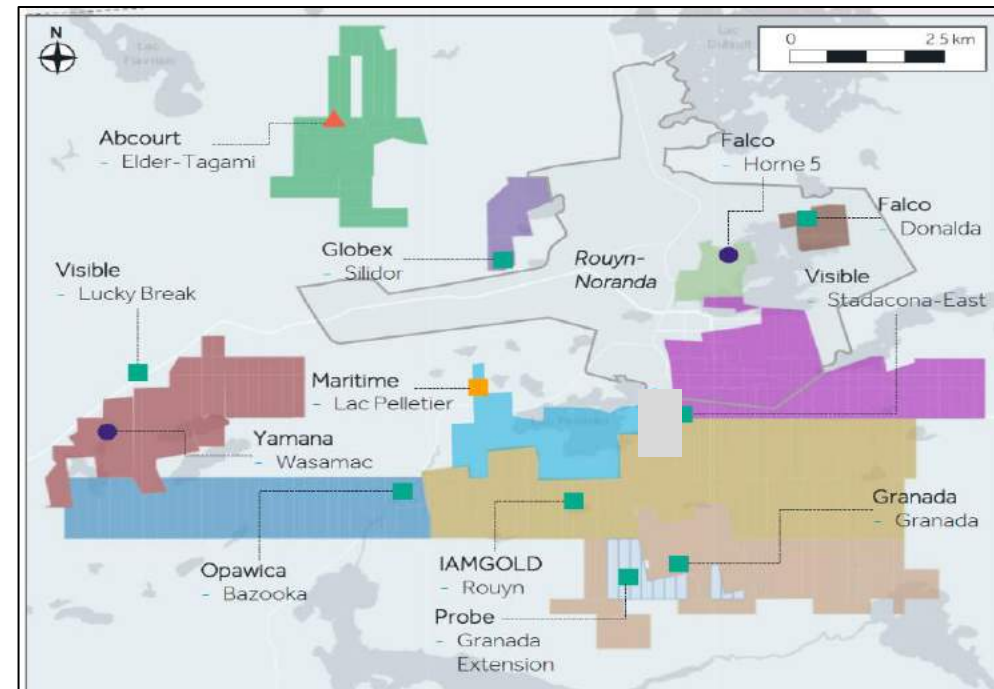 N
0 2.5 km
Abcourt
- Elder-Tagami
Falco
- Horne 5
Falco
- Donalda
Globex
- Silidor
Rouyn-
Noranda
Visible
- Lucky Break
Visible
- Stadacona-East
Maritime
- Lac Pelletier
Yamana
- Wasamac
Granada
- Granada
Opawica
- Bazooka
IAMGOLD
- Rouyn
Probe
- Granada
Extension